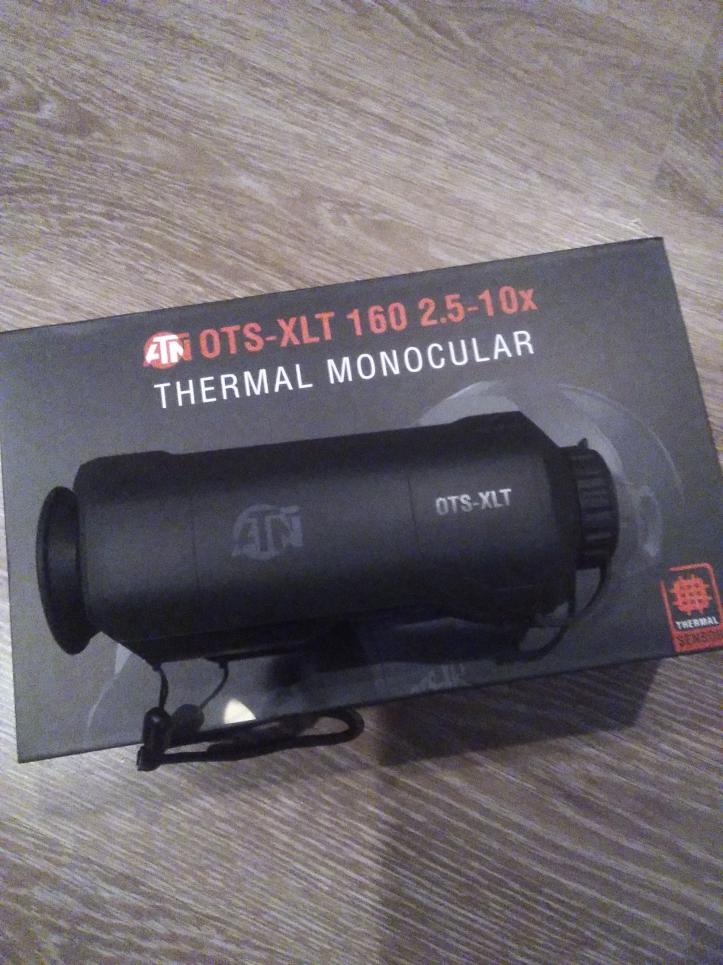 ATN OTS-XLT 160 2.5-10x
THERMAL MONOCULAR
ATN
OTS-XLT
THERMAL
SENSOR